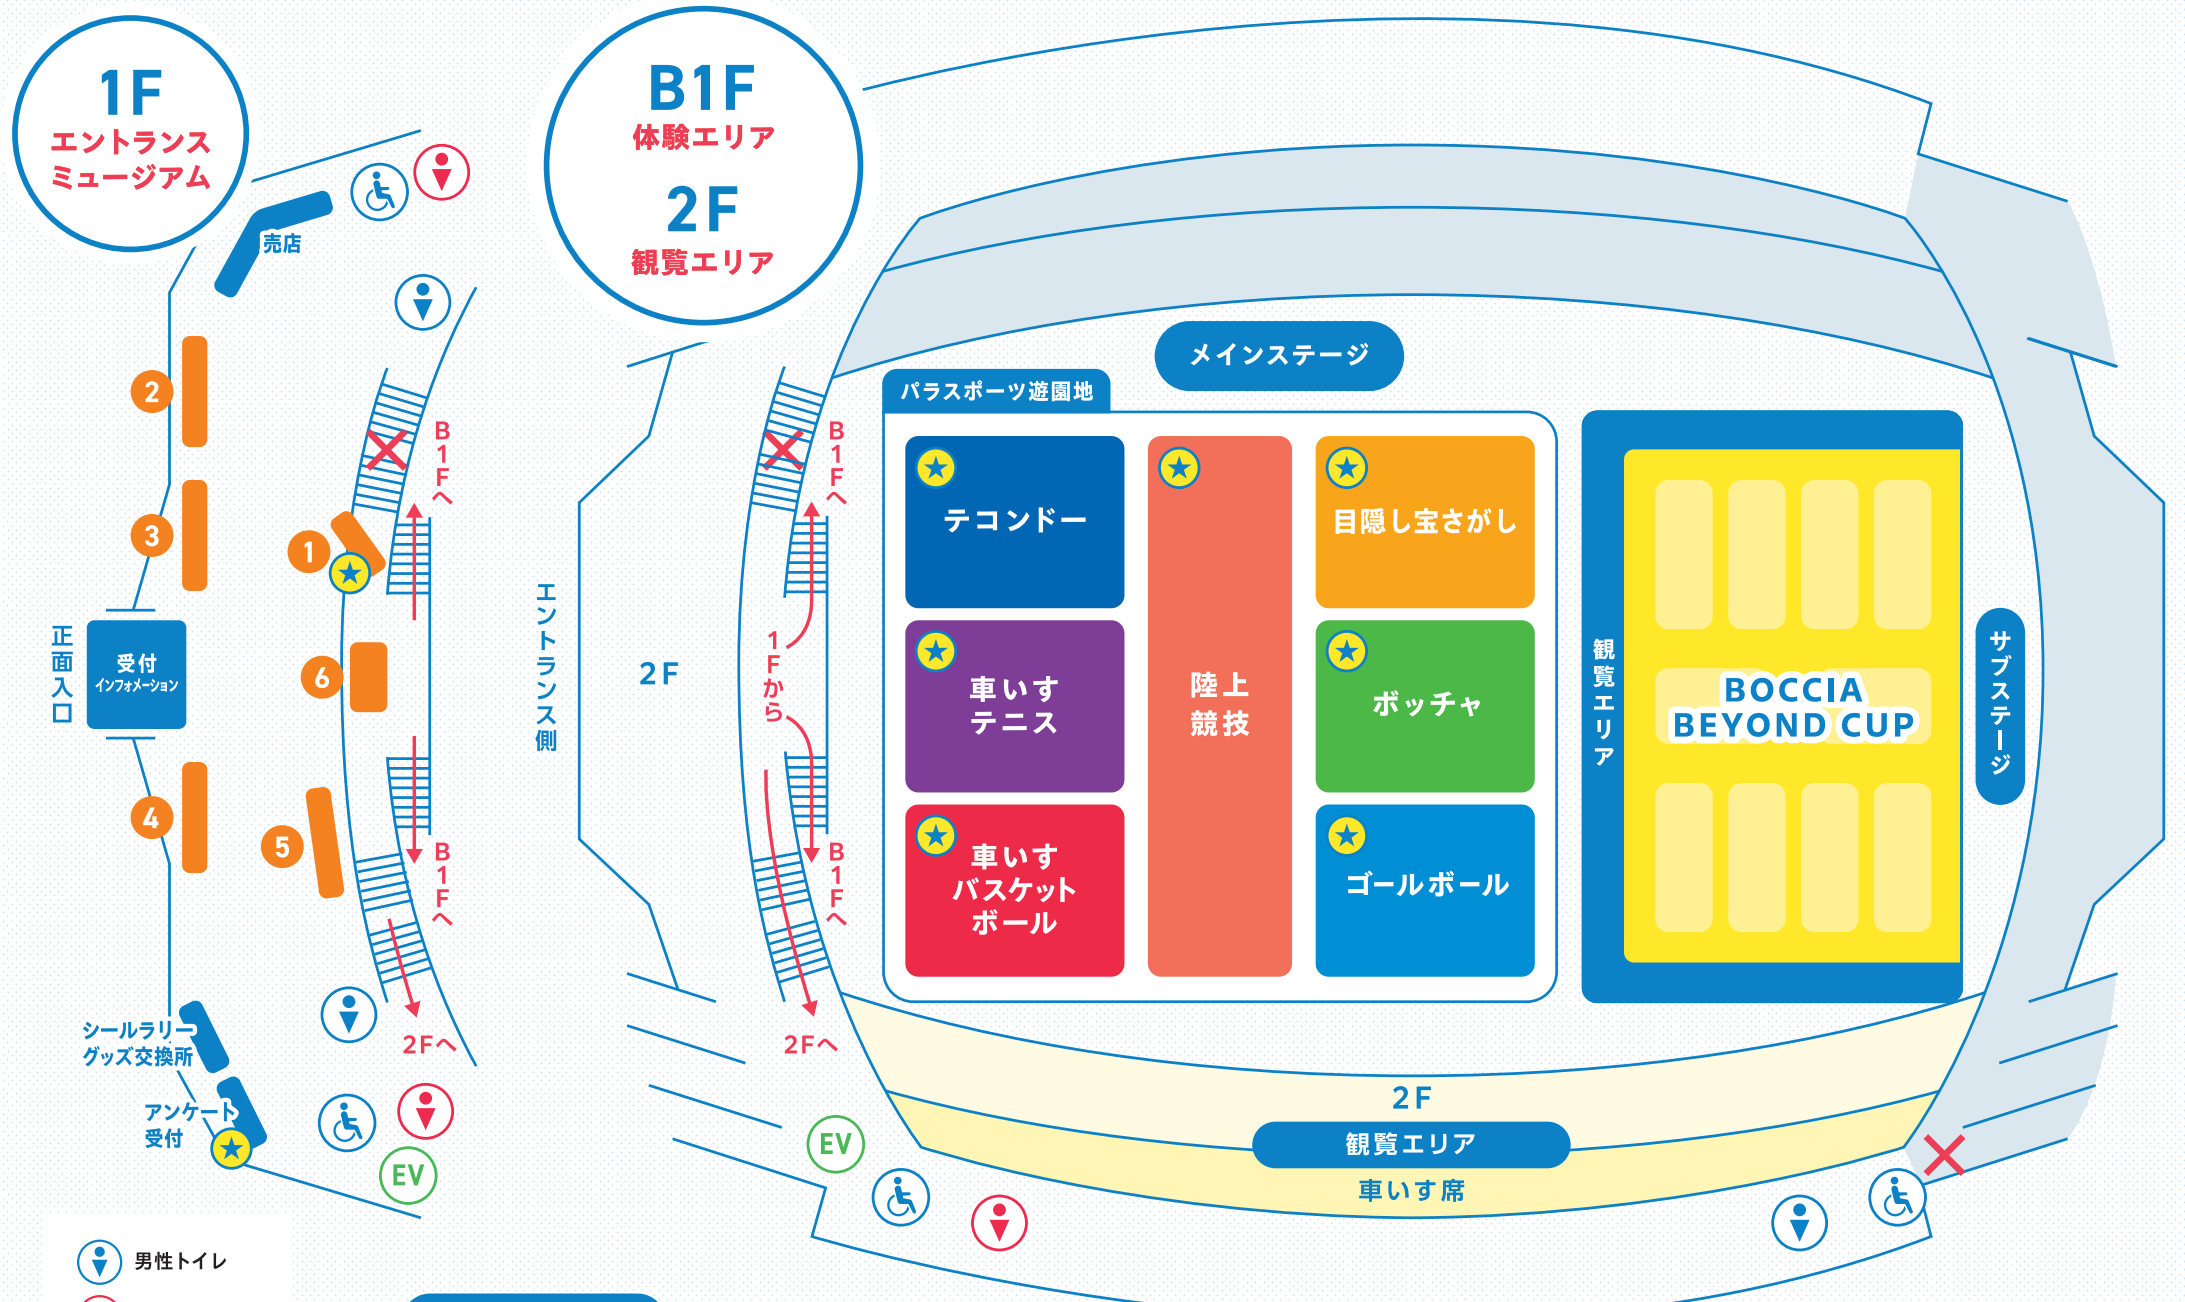 1F
エントランス
ミュージアム
売店
2
3
1
6
4
5
正面入口
受付
インフォメーション
B1Fへ
B1Fへ
2Fへ
シールラリー
グッズ交換所
アンケート
受付
EV
男性トイレ
B1F
体験エリア
2F
観覧エリア
エントランス側
2F
B1Fへ
1Fから
B1Fへ
2Fへ
EV
メインステージ
パラスポーツ遊園地
テコンドー
車いす
テニス
車いす
バスケット
ボール
陸上
競技
目隠し宝さがし
ボッチャ
ゴールボール
観覧エリア
BOCCIA
BEYOND CUP
サブステージ
2F
観覧エリア
車いす席